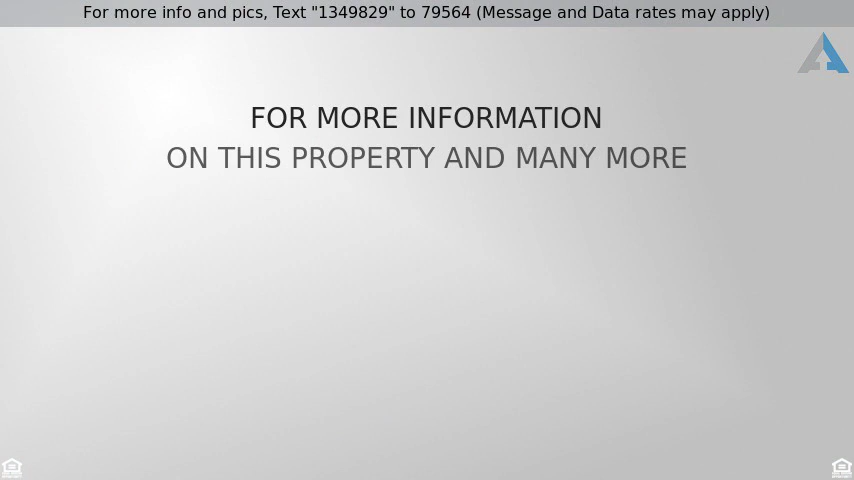 For more info and pics, Text "1349829" to 79564 (Message and Data rates may apply)
FOR MORE INFORMATION
ON THIS PROPERTY AND MANY MORE